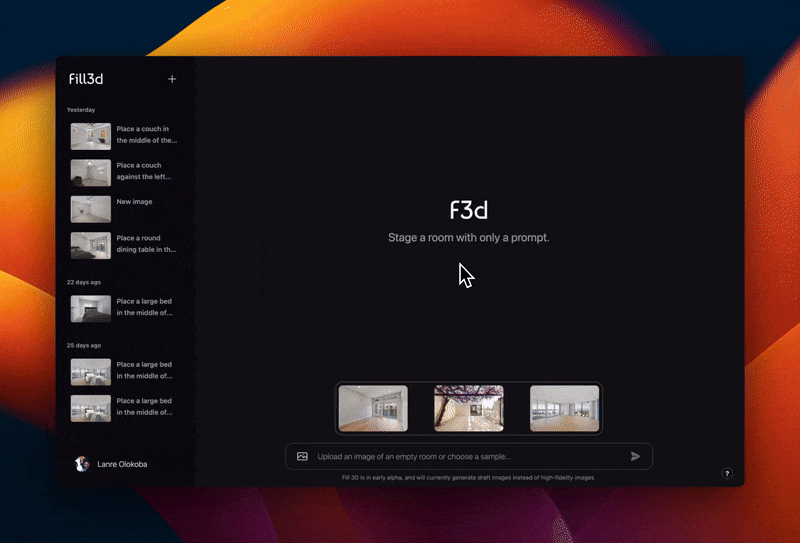 Fill3d
+
Yesterday
Place a couch in
the middle of the...
Place a couch
against the left...
New image
Place a round
dining table in th...
22 days ago
Place a large bed
in the middle of...
25 days ago
Place a large bed
in the middle of...
Place a large bed
in the middle of...
Lanre Olokoba
F3d
Stage a room with only a prompt.
Upload an image of an empty room or choose a sample...
Fill 3D is in early alpha, and will currently generate draft images instead of high-fidelity images.
?